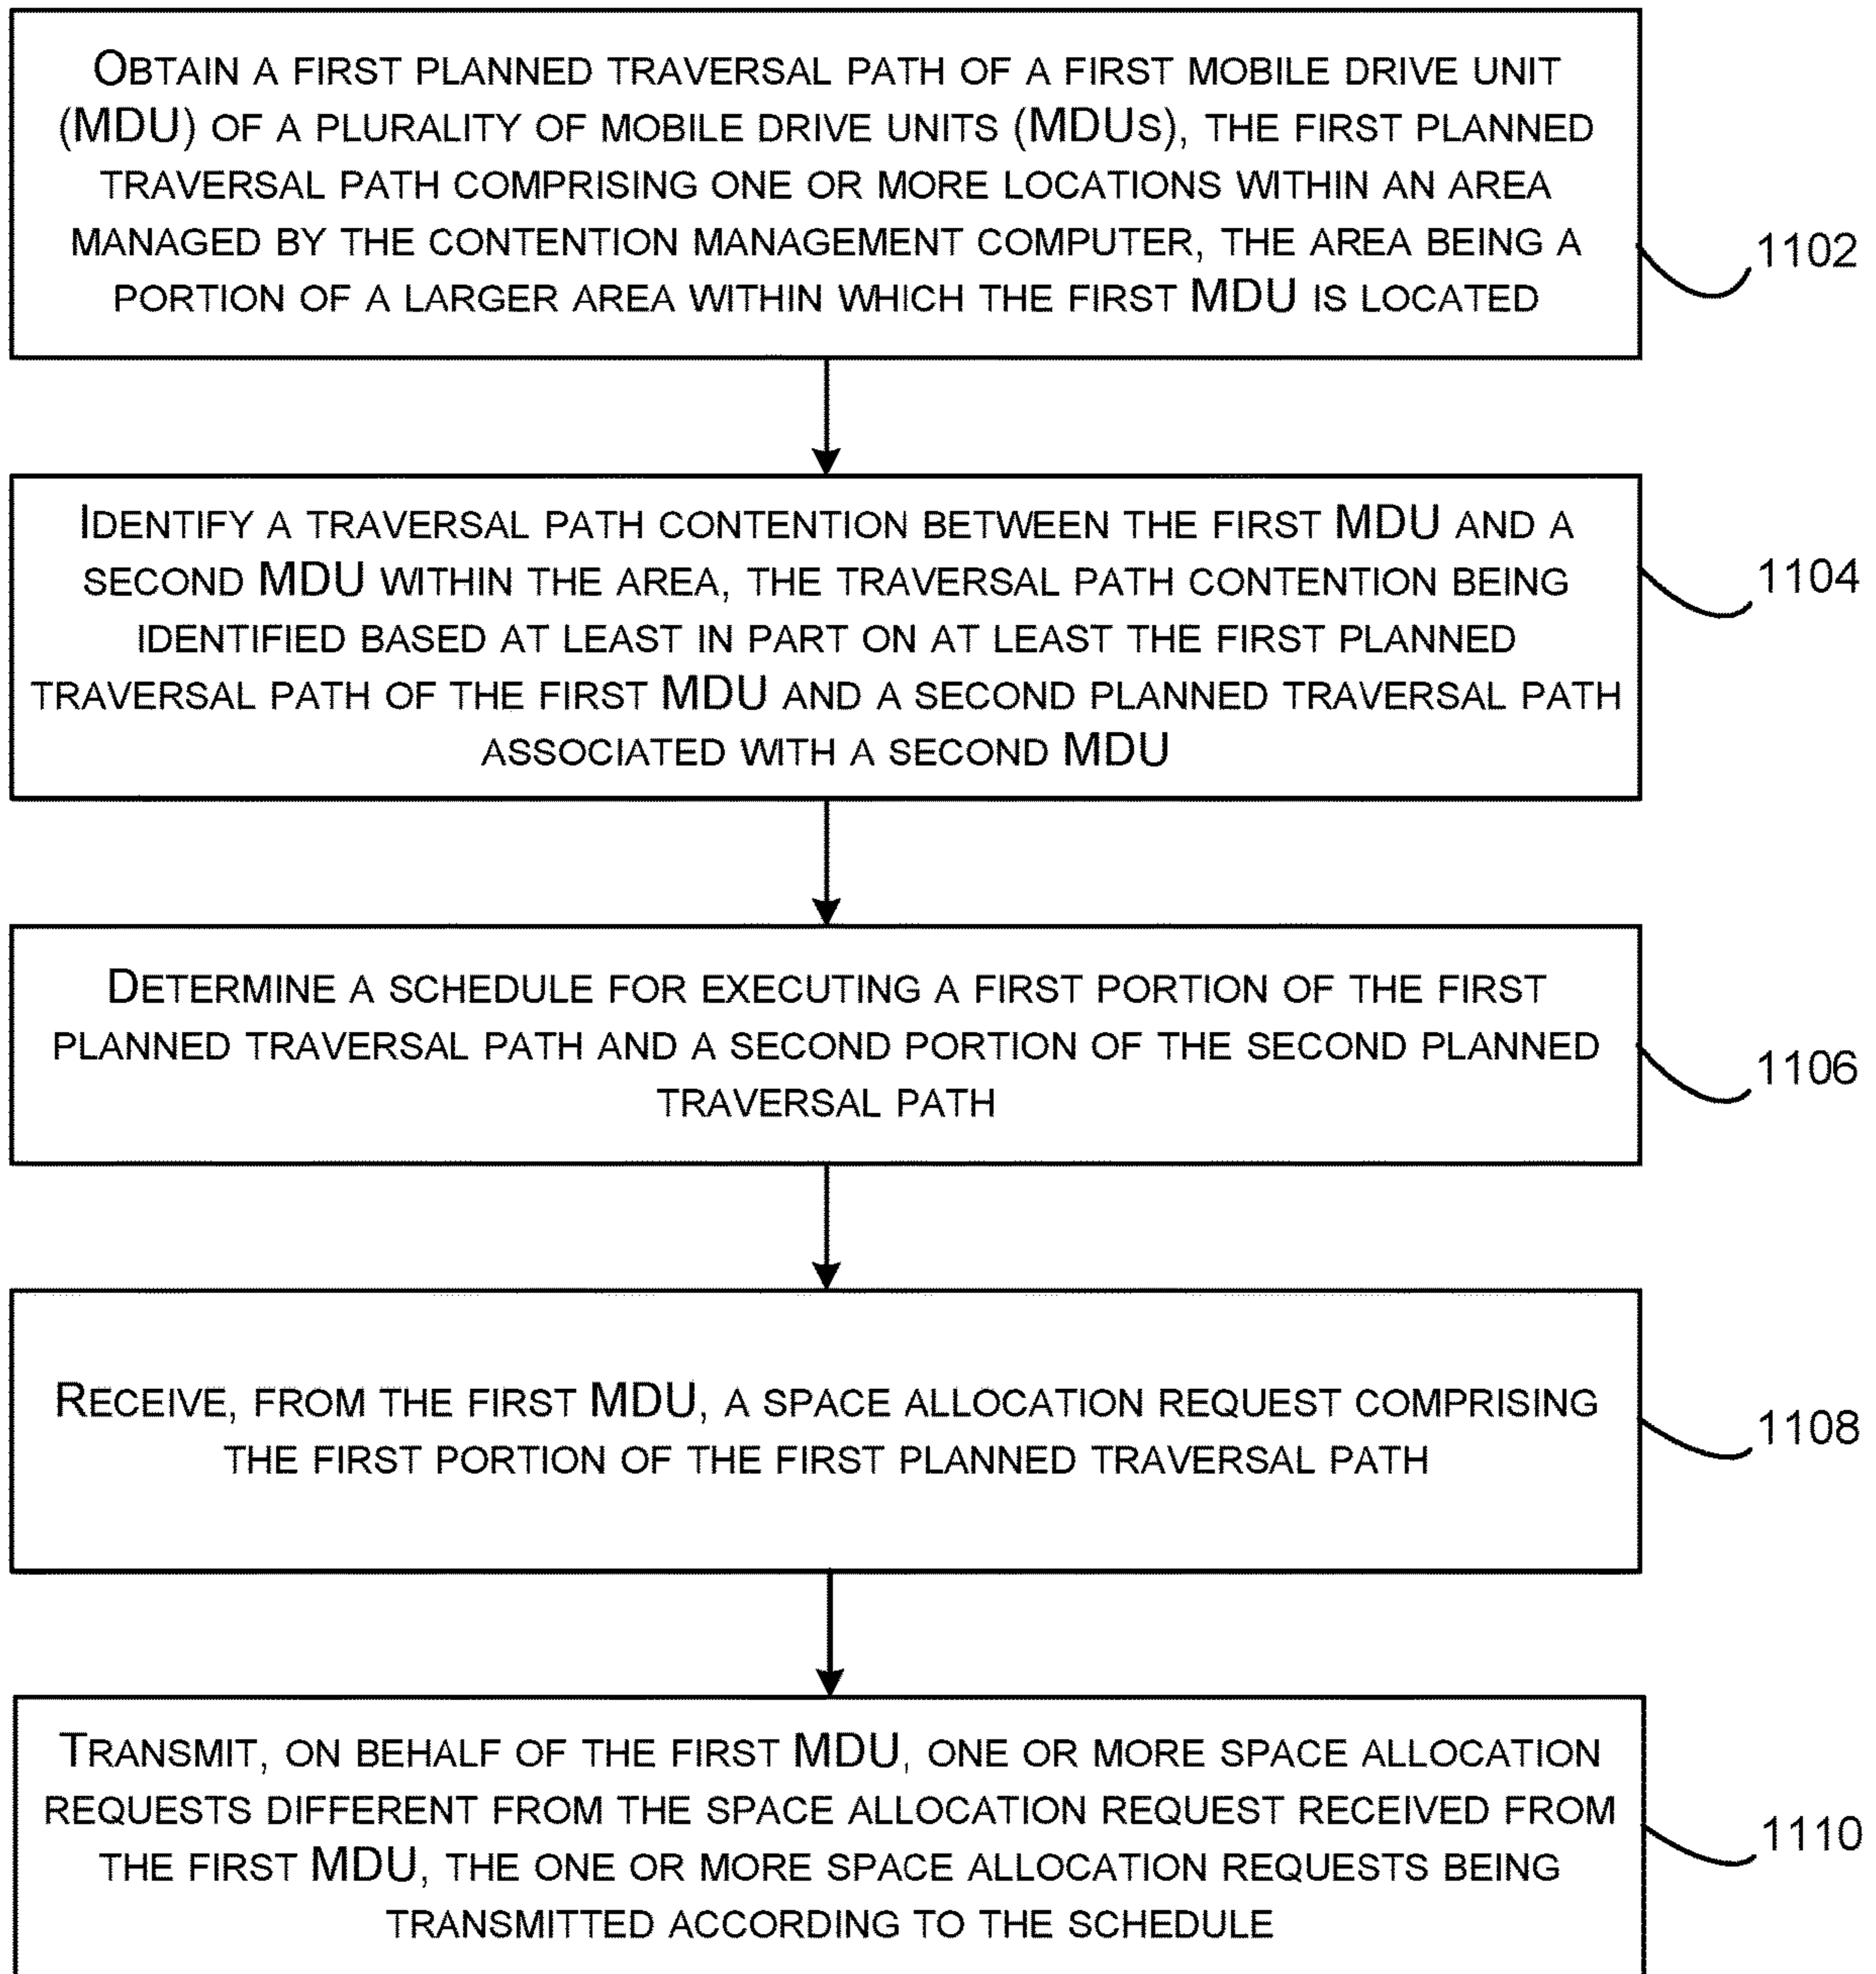 OBTAIN A FIRST PLANNED TRAVERSAL PATH OF A FIRST MOBILE DRIVE UNIT
(MDU) OF A PLURALITY OF MOBILE DRIVE UNITS (MDUS), THE FIRST PLANNED
TRAVERSAL PATH COMPRISING ONE OR MORE LOCATIONS WITHIN AN AREA
MANAGED BY THE CONTENTION MANAGEMENT COMPUTER, THE AREA BEING A
PORTION OF A LARGER AREA WITHIN WHICH THE FIRST MDU IS LOCATED
1102
IDENTIFY A TRAVERSAL PATH CONTENTION BETWEEN THE FIRST MDU AND A
SECOND MDU WITHIN THE AREA, THE TRAVERSAL PATH CONTENTION BEING
IDENTIFIED BASED AT LEAST IN PART ON AT LEAST THE FIRST PLANNED
TRAVERSAL PATH OF THE FIRST MDU AND A SECOND PLANNED TRAVERSAL PATH
ASSOCIATED WITH A SECOND MDU
1104
DETERMINE A SCHEDULE FOR EXECUTING A FIRST PORTION OF THE FIRST
PLANNED TRAVERSAL PATH AND A SECOND PORTION OF THE SECOND PLANNED
TRAVERSAL PATH
1106
RECEIVE, FROM THE FIRST MDU, A SPACE ALLOCATION REQUEST COMPRISING
THE FIRST PORTION OF THE FIRST PLANNED TRAVERSAL PATH
1108
TRANSMIT, ON BEHALF OF THE FIRST MDU, ONE OR MORE SPACE ALLOCATION
REQUESTS DIFFERENT FROM THE SPACE ALLOCATION REQUEST RECEIVED FROM
THE FIRST MDU, THE ONE OR MORE SPACE ALLOCATION REQUESTS BEING
TRANSMITTED ACCORDING TO THE SCHEDULE
1110